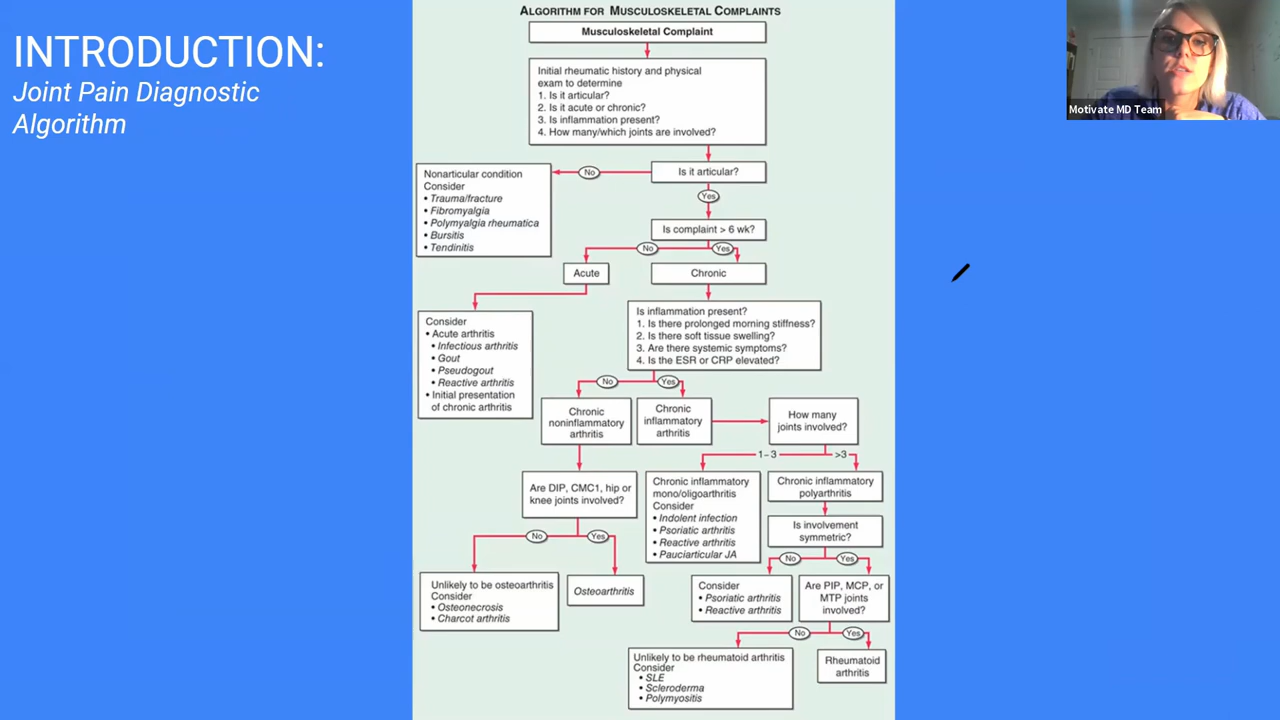 INTRODUCTION:
Joint Pain Diagnostic
Algorithm
ALGORITHM FOR MUSCULOSKELETAL COMPLAINTS
Musculoskeletal Complaint
Initial rheumatic history and physical
exam to determine
1. Is it articular?
2. Is it acute or chronic?
3. Is inflammation present?
4. How many/which joints are involved?
Is it articular?
No
Nonarticular condition
Consider
• Trauma/fracture
• Fibromyalgia
• Polymyalgia rheumatica
• Bursitis
• Tendinitis
Yes
Is complaint > 6 wk?
No
Yes
Acute
Chronic
Consider
• Acute arthritis
• Infectious arthritis
• Gout
• Pseudogout
• Reactive arthritis
• Initial presentation
of chronic arthritis
Is inflammation present?
1. Is there prolonged morning stiffness?
2. Is there soft tissue swelling?
3. Are there systemic symptoms?
4. Is the ESR or CRP elevated?
No
Yes
Chronic
noninflammatory
arthritis
Chronic
inflammatory
arthritis
How many
joints involved?
1–3
>3
Are DIP, CMC1, hip or
knee joints involved?
Chronic inflammatory
mono/oligoarthritis
Consider
• Indolent infection
• Psoriatic arthritis
• Reactive arthritis
• Pauciarticular JA
Chronic inflammatory
polyarthritis
Is involvement
symmetric?
No
Yes
No
Yes
Unlikely to be osteoarthritis
Consider
• Osteonecrosis
• Charcot arthritis
Osteoarthritis
Consider
• Psoriatic arthritis
• Reactive arthritis
Are PIP, MCP, or
MTP joints
involved?
No
Yes
Unlikely to be rheumatoid arthritis
Consider
• SLE
• Scleroderma
• Polymyositis
Rheumatoid
arthritis
Motivate MD Team